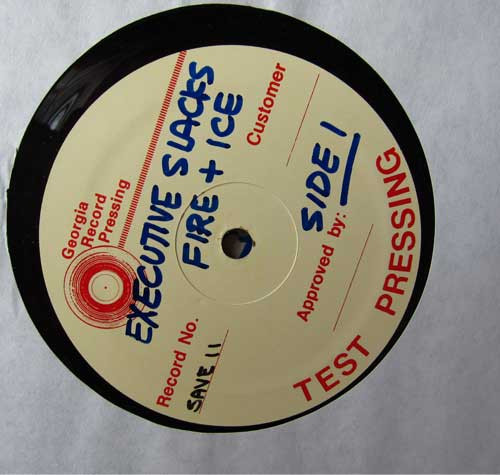 Georgia
Record
Pressing
EXECUTIVE SLACKS
FIRE + ICE
Customer
Record No.
SAVE 11
SIDE 1
Approved by:
TEST PRESSING